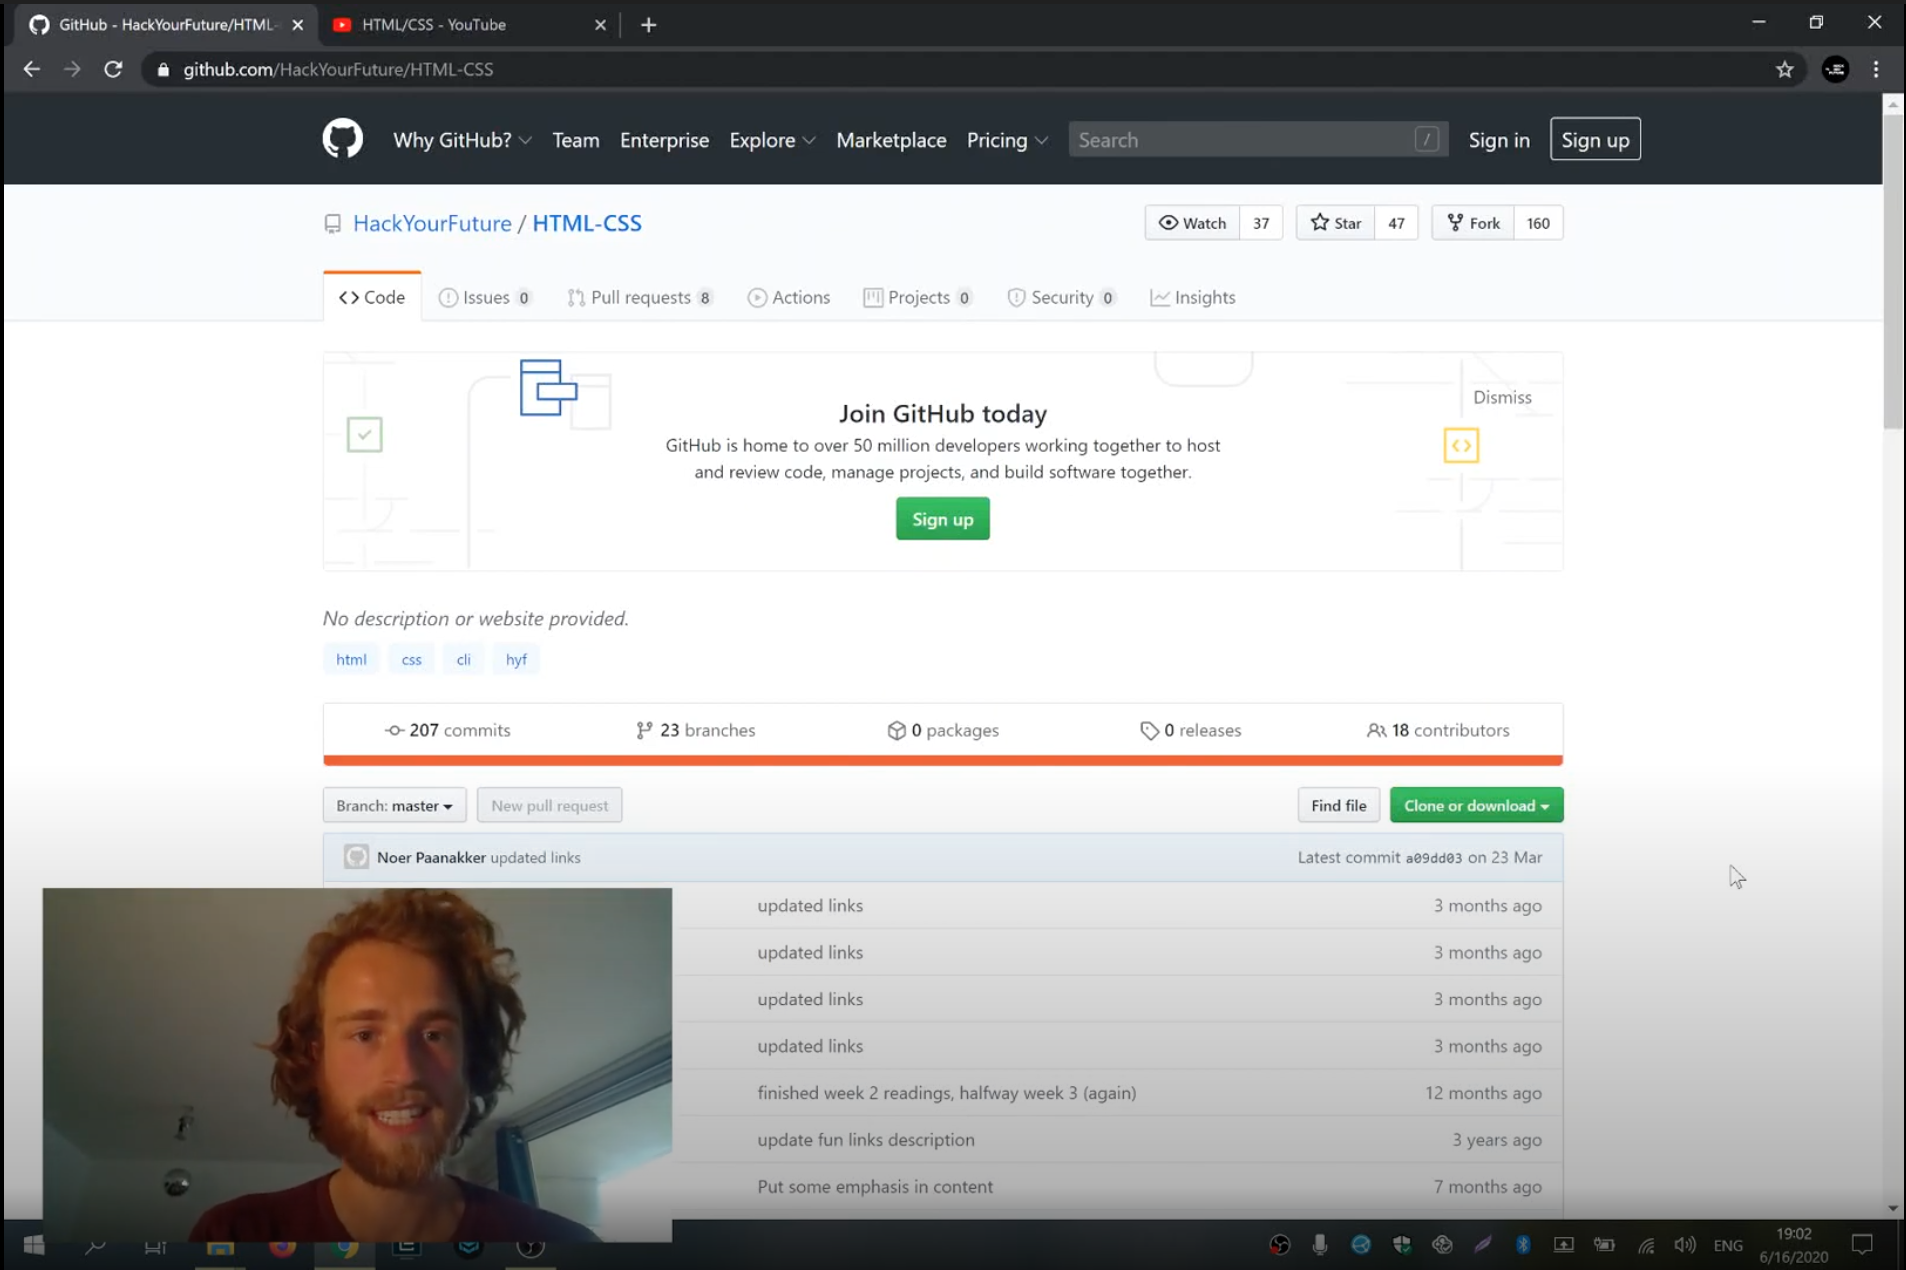 GitHub - HackYourFuture/HTML-
HTML/CSS - YouTube
github.com/HackYourFuture/HTML-CSS
Why GitHub?
Team
Enterprise
Explore
Marketplace
Pricing
Search
/
Sign in
Sign up
HackYourFuture / HTML-CSS
Watch 37
Star 47
Fork 160
Code
Issues 0
Pull requests 8
Actions
Projects 0
Security 0
Insights
Dismiss
Join GitHub today
GitHub is home to over 50 million developers working together to host
and review code, manage projects, and build software together.
Sign up
No description or website provided.
html css cli hyf
207 commits
23 branches
0 packages
0 releases
18 contributors
Branch: master
New pull request
Find file
Clone or download
Noer Paanakker updated links
Latest commit a09dd03 on 23 Mar
updated links 3 months ago
updated links 3 months ago
updated links 3 months ago
updated links 3 months ago
finished week 2 readings, halfway week 3 (again) 12 months ago
update fun links description 3 years ago
Put some emphasis in content 7 months ago
ENG
19:02
6/16/2020